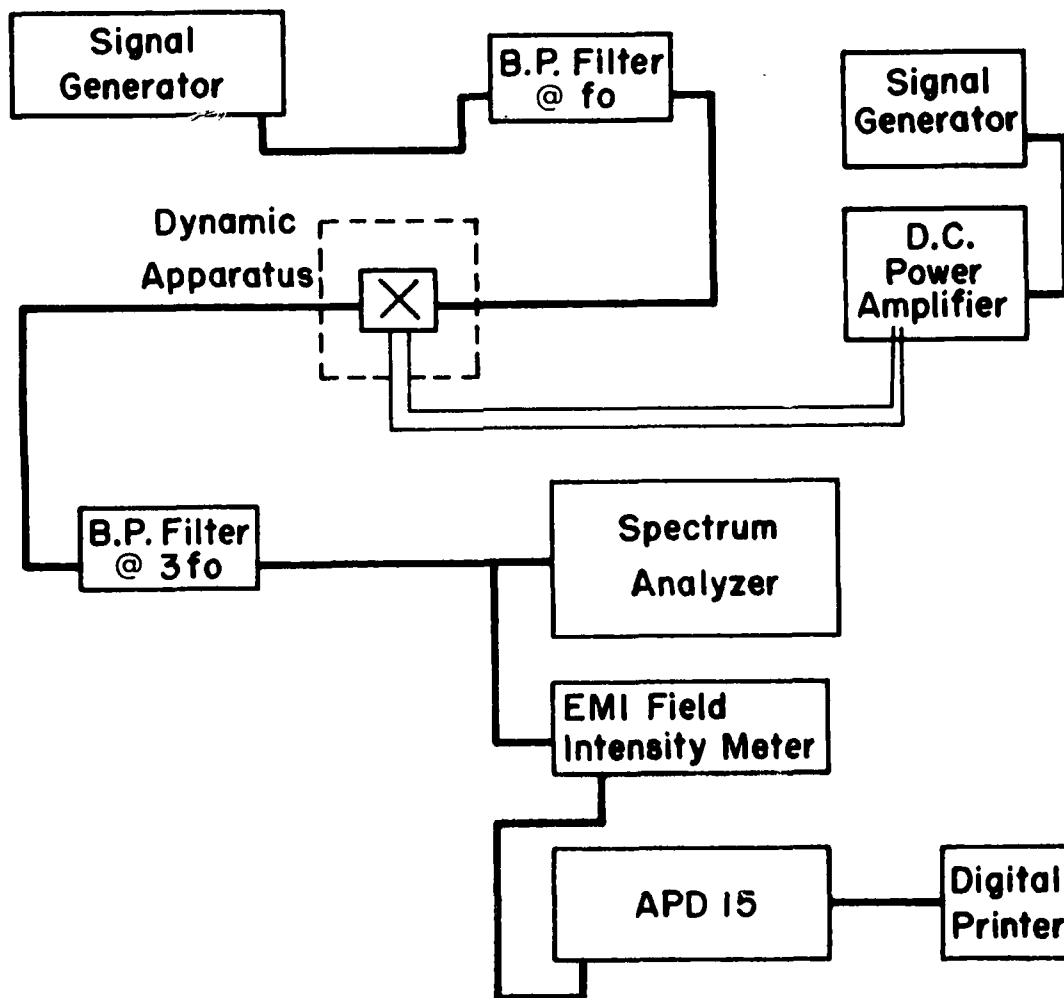 Signal
Generator
B.P. Filter
@ fo
Signal
Generator
Dynamic
Apparatus
D.C.
Power
Amplifier
B.P. Filter
@ 3fo
Spectrum
Analyzer
EMI Field
Intensity Meter
APD 15
Digital
Printer